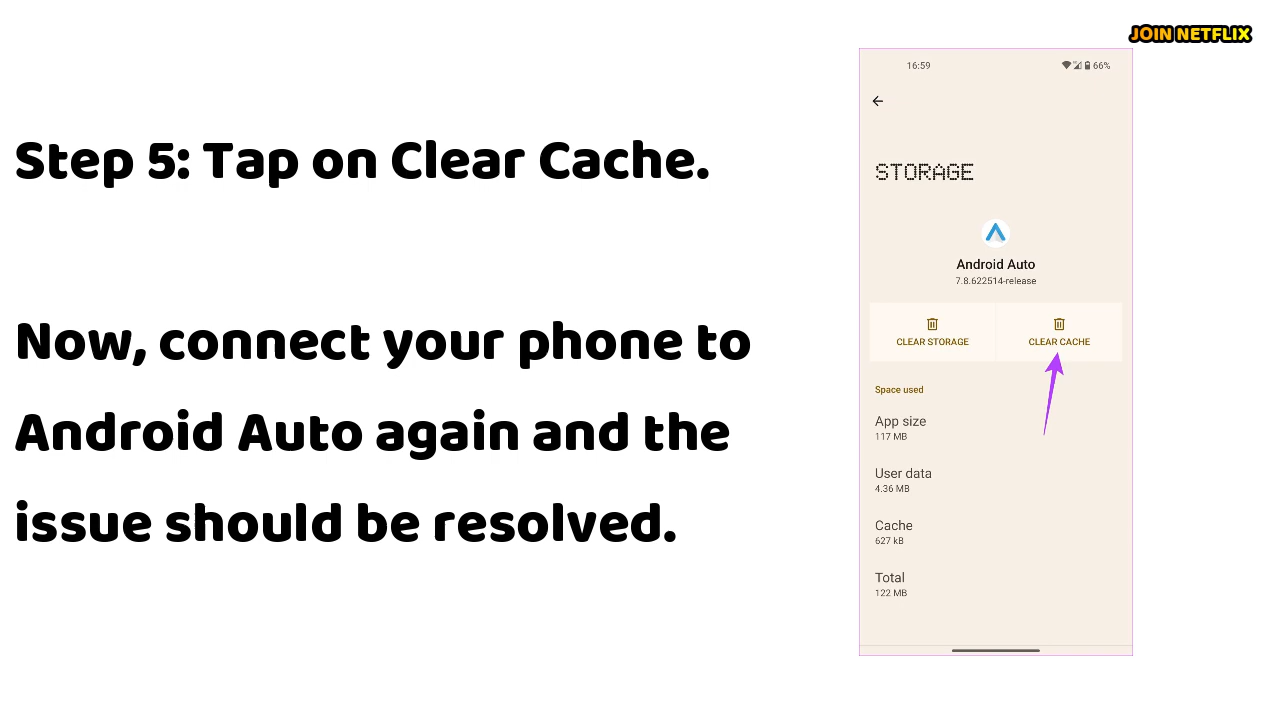 JOIN NETFLIX
Step 5: Tap on Clear Cache.
Now, connect your phone to
Android Auto again and the
issue should be resolved.
16:59
66%
STORAGE
Android Auto
7.8.622514-release
CLEAR STORAGE
CLEAR CACHE
Space used
App size
117 MB
User data
4.36 MB
Cache
627 kB
Total
122 MB